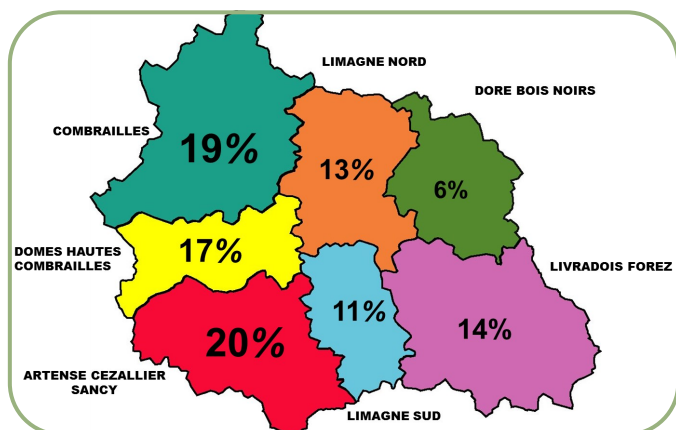 LIMAGNE NORD
DORE BOIS NOIRS
COMBRAILLES
19%
13%
6%
DOMES HAUTES
COMBRAILLES
17%
LIVRADOIS FOREZ
11%
14%
20%
ARTENSE CEZALLIER
SANCY
LIMAGNE SUD